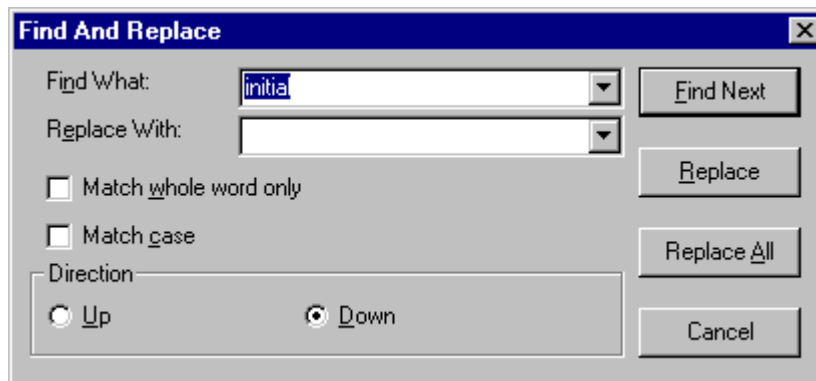 Find And Replace
Find What:
initial
Find Next
Replace With:
Replace
Match whole word only
Match case
Replace All
Direction
Up
Down
Cancel